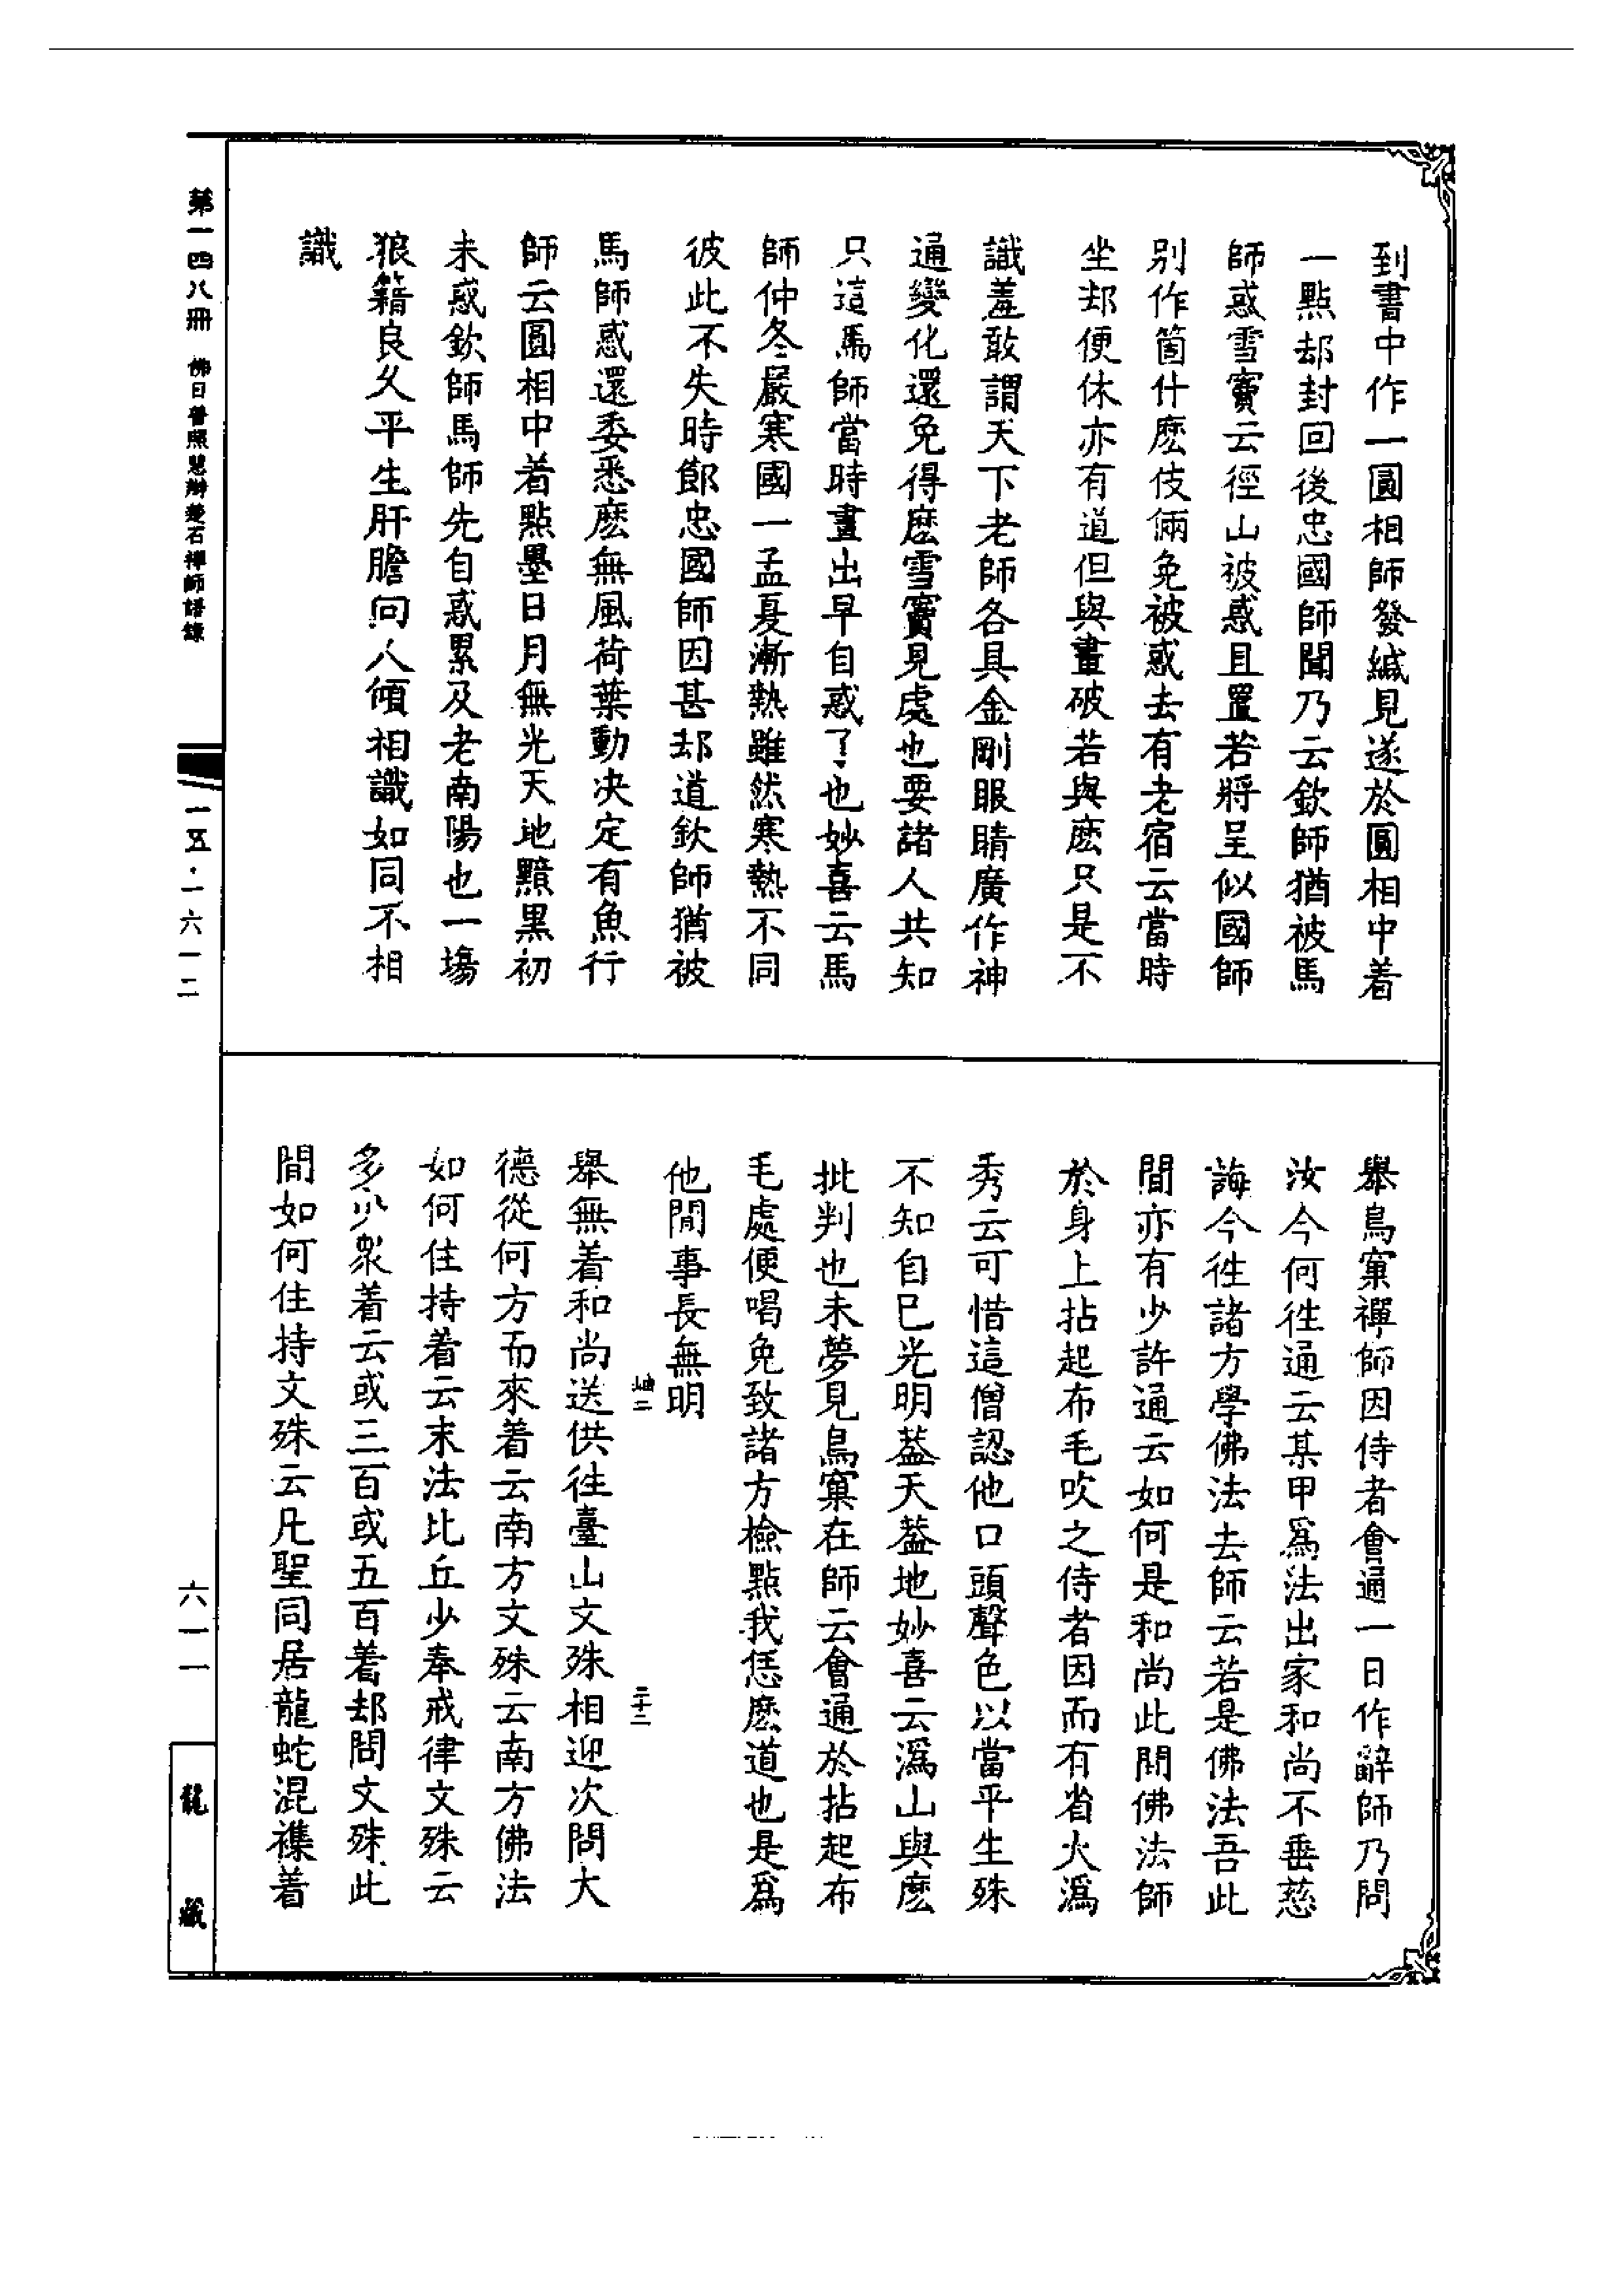 到書中作一圓相師發緘見遂於圓相中着
一點却封回後忠國師聞乃云欽師猶被馬
師惑雪竇云徑山被惑且置若將呈似國師
別作箇什麽伎倆免被惑去有老宿云當時
坐却便休亦有道但與畫破若與麽只是不
識羞敢謂天下老師各具金剛眼睛廣作神
通變化還免得麽雪竇見處也要諸人共知
只這馬師當時畫出早自惑了也妙喜云馬
師仲冬嚴寒國一孟夏漸熱雖然寒熱不同
彼此不失時節忠國師因甚却道欽師猶被
馬師惑還委悉麽無風荷葉動决定有魚行
師云圓相中着點墨日月無光天地黯黑初
未惑欽師馬師先自惑累及老南陽也一塲
狼籍良久平生肝膽向人傾相識如同不相
識
舉鳥窠禪師因侍者會通一日作辭師乃問
汝今何徃通云某甲爲法出家和尚不垂慈
誨今徃諸方學佛法去師云若是佛法吾此
間亦有少許通云如何是和尚此間佛法師
於身上拈起布毛吹之侍者因而有省大潙
秀云可惜這僧認他口頭聲色以當平生殊
不知自巳光明葢天葢地妙喜云潙山與麽
批判也未夢見鳥窠在師云會通於拈起布
毛處便喝免致諸方檢點我恁麽道也是爲
他閒事長無明
岫二
三十二
舉無着和尚送供徃臺山文殊相迎次問大
德從何方而來着云南方文殊云南方佛法
如何住持着云末法比丘少奉戒律文殊云
多少衆着云或三百或五百着却問文殊此
間如何住持文殊云凡聖同居龍蛇混襍着
第一四八册 佛日普照慧辯楚石禪師語錄
一五·一六一二
六一一
龍藏